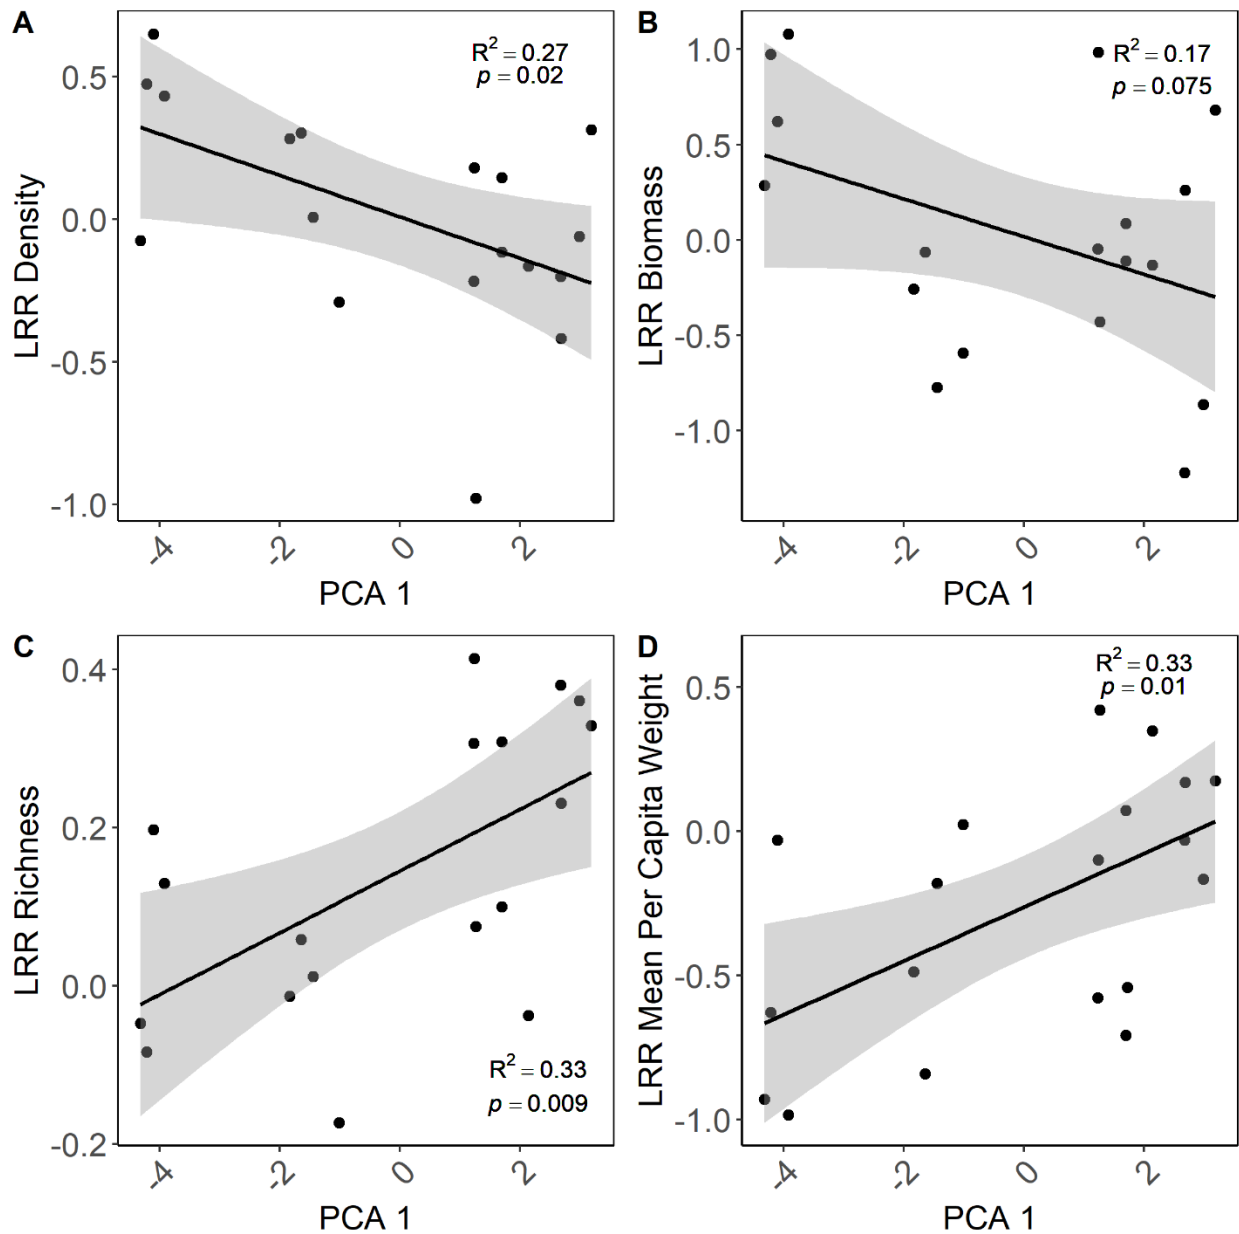 A
R² = 0.27
p = 0.02
LRR Density
0.5
0.0
-0.5
-1.0
-4
-2
0
2
PCA 1
B
R² = 0.17
p = 0.075
LRR Biomass
1.0
0.5
0.0
-0.5
-1.0
-4
-2
0
2
PCA 1
C
R² = 0.33
p = 0.009
LRR Richness
0.4
0.2
0.0
-0.2
-4
-2
0
2
PCA 1
D
R² = 0.33
p = 0.01
LRR Mean Per Capita Weight
0.5
0.0
-0.5
-1.0
-4
-2
0
2
PCA 1